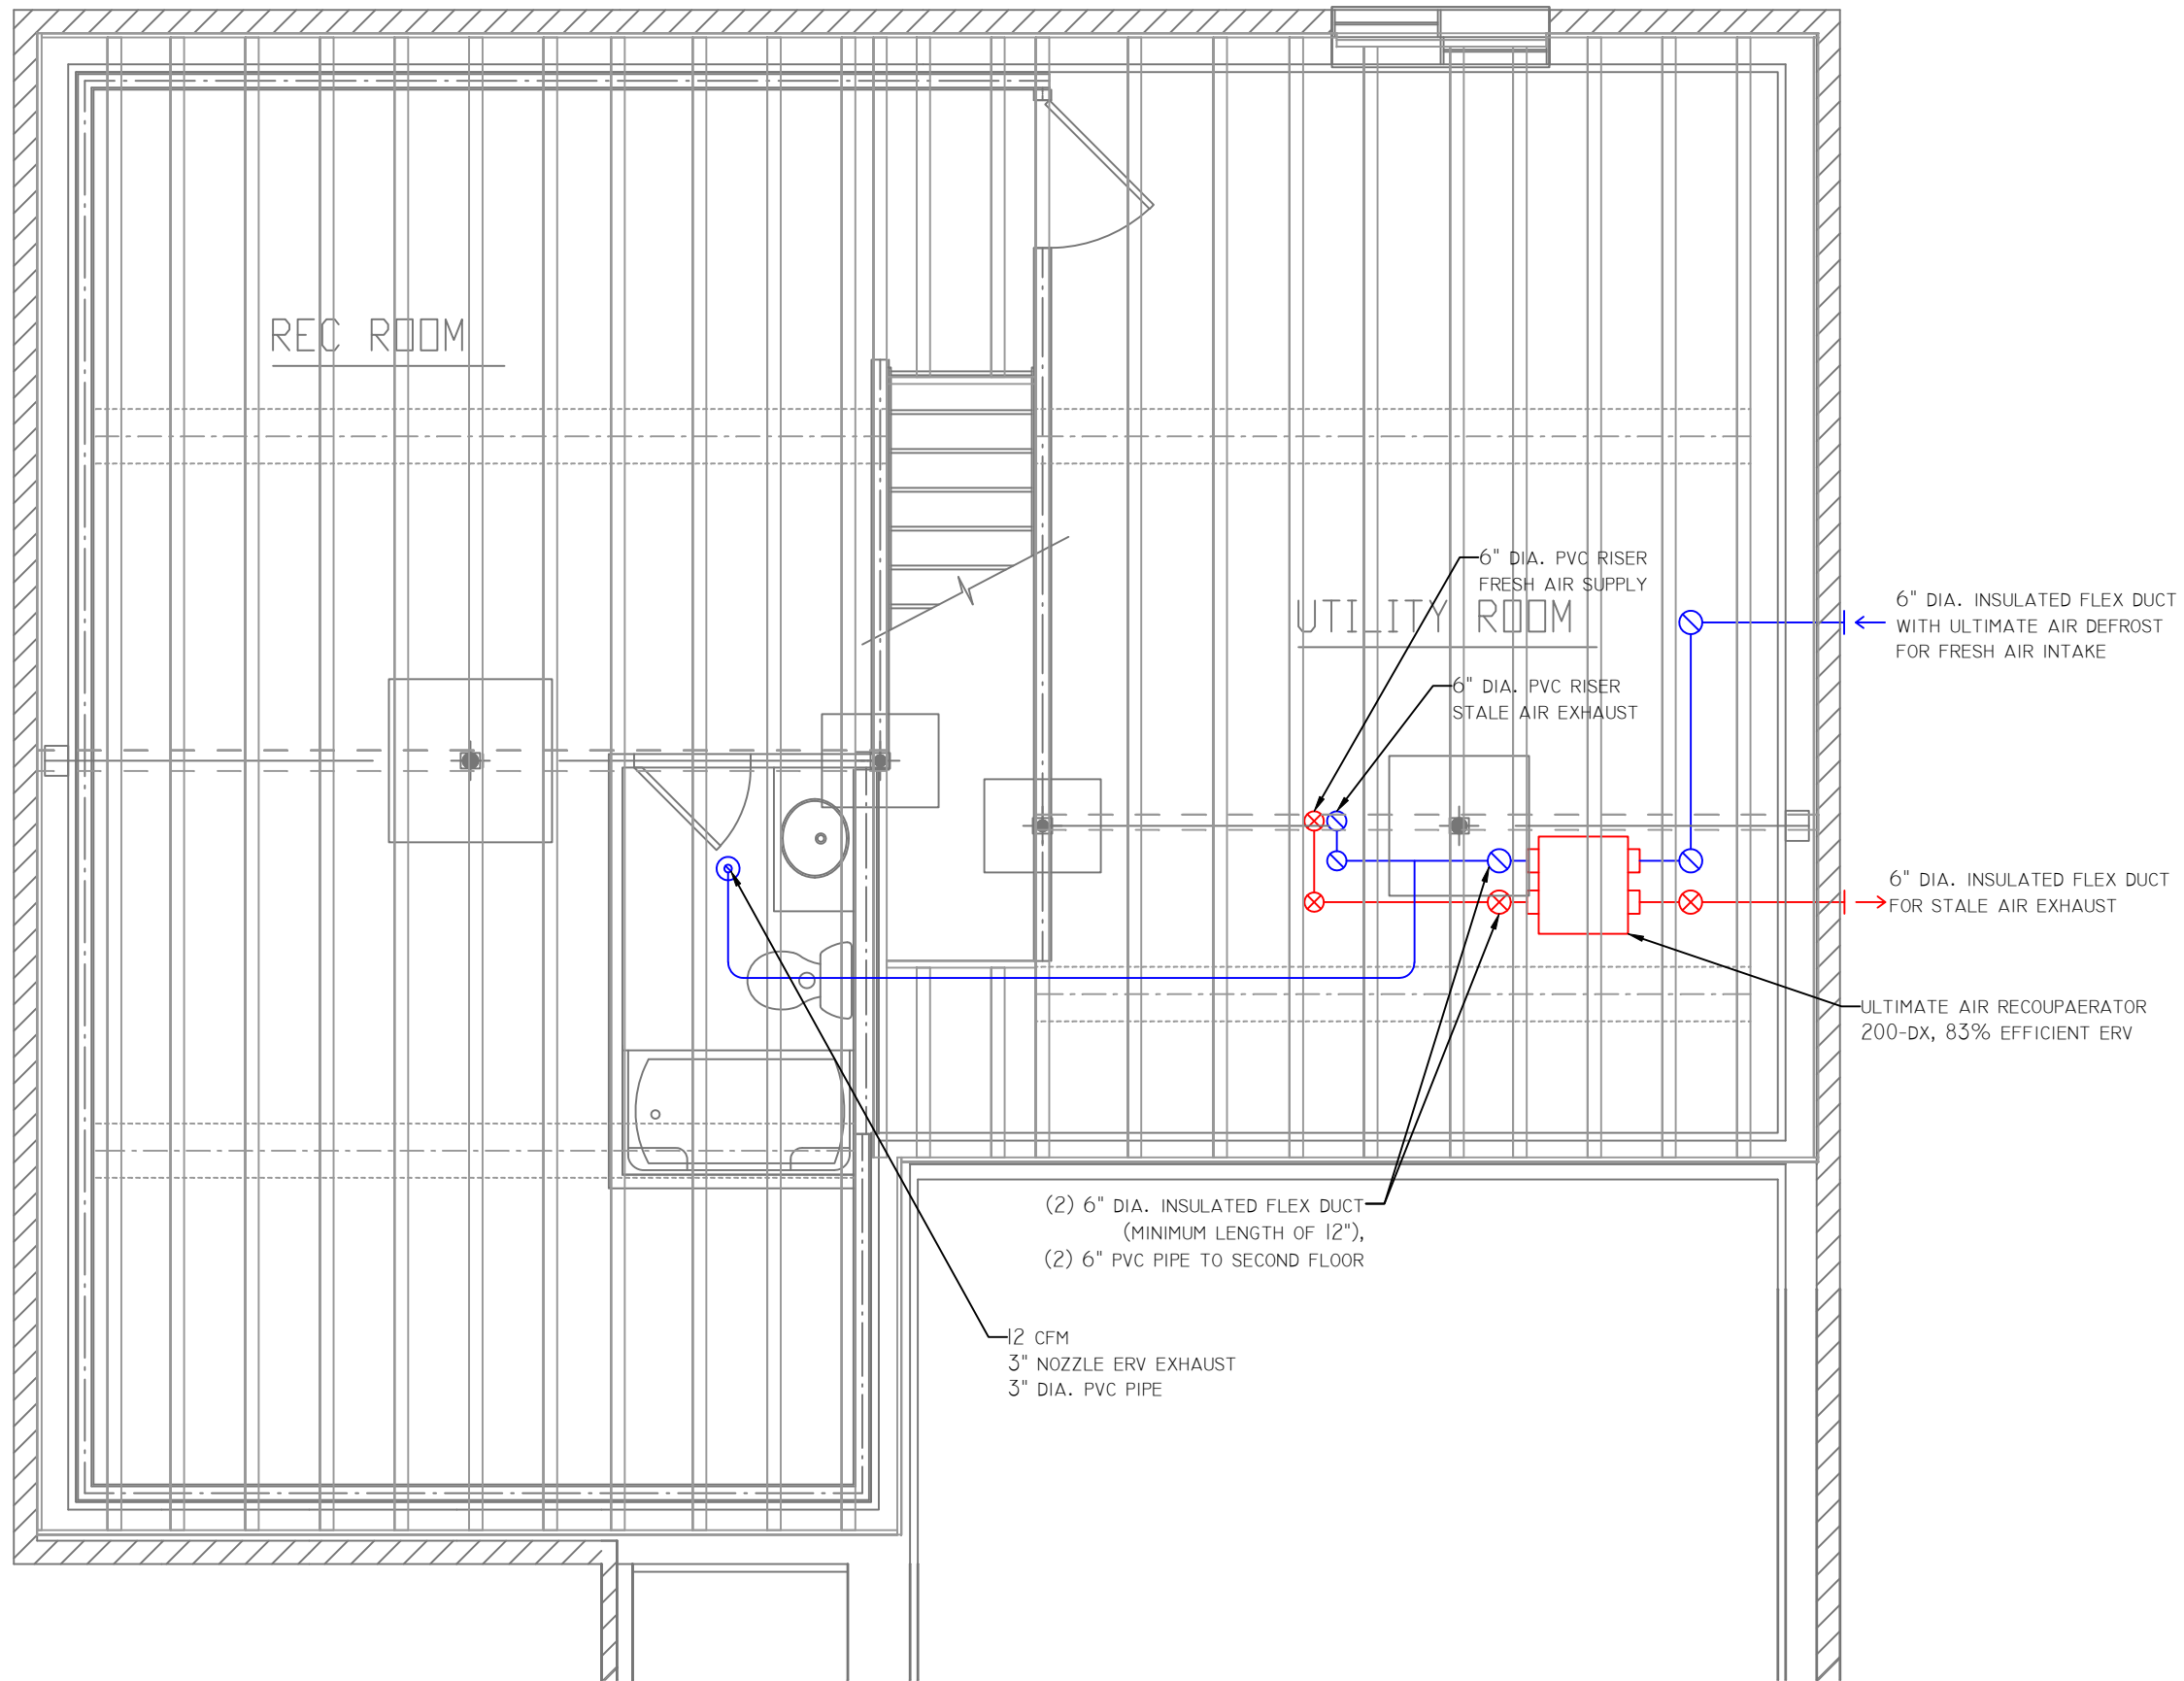 REC ROOM
6" DIA. PVC RISER
FRESH AIR SUPPLY
UTILITY ROOM
6" DIA. INSULATED FLEX DUCT
WITH ULTIMATE AIR DEFROST
FOR FRESH AIR INTAKE
6" DIA. PVC RISER
STALE AIR EXHAUST
6" DIA. INSULATED FLEX DUCT
FOR STALE AIR EXHAUST
ULTIMATE AIR RECOUPAERATOR
200-DX, 83% EFFICIENT ERV
(2) 6" DIA. INSULATED FLEX DUCT
(MINIMUM LENGTH OF 12"),
(2) 6" PVC PIPE TO SECOND FLOOR
12 CFM
3" NOZZLE ERV EXHAUST
3" DIA. PVC PIPE